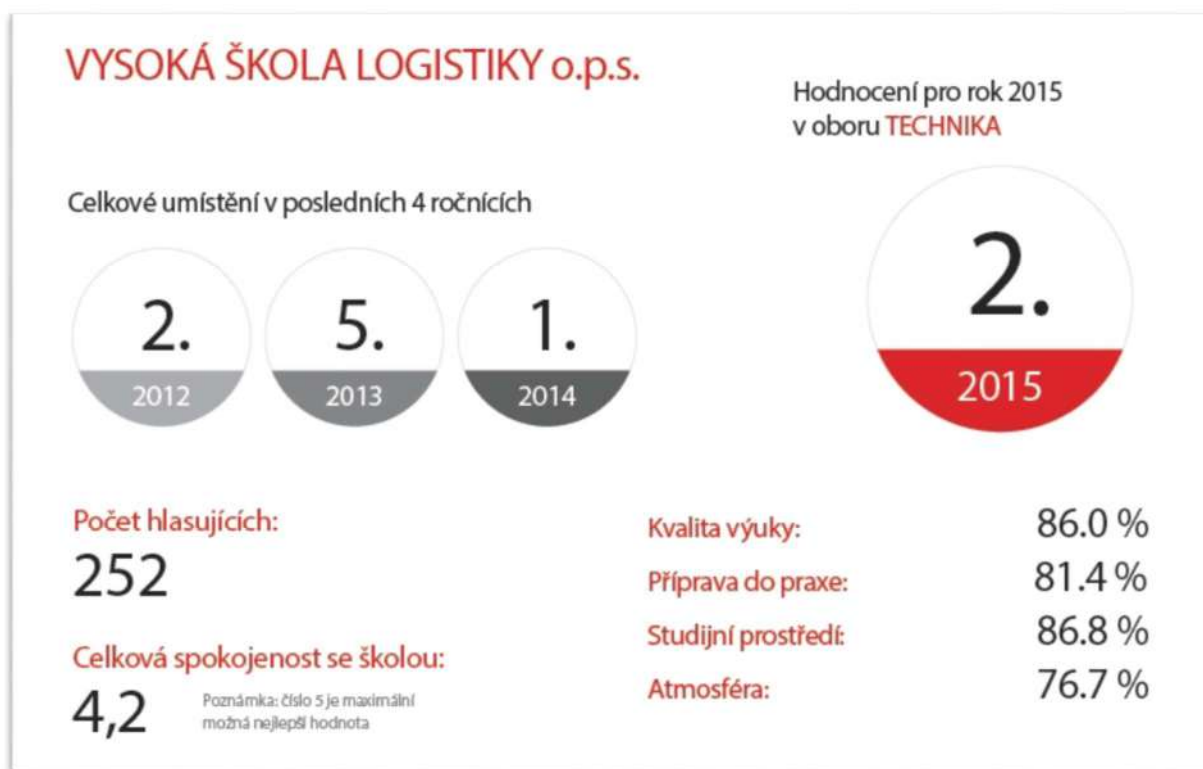 VYSOKÁ ŠKOLA LOGISTIKY o.p.s.
Hodnocení pro rok 2015
v oboru TECHNIKA
Celkové umístění v posledních 4 ročnících
2.
2012
5.
2013
1.
2014
2.
2015
Počet hlasujících:
252
Celková spokojenost se školou:
4,2
Poznámka: číslo 5 je maximální
možná nejlepší hodnota
Kvalita výuky: 86.0 %
Příprava do praxe: 81.4 %
Studijní prostředí: 86.8 %
Atmosféra: 76.7 %